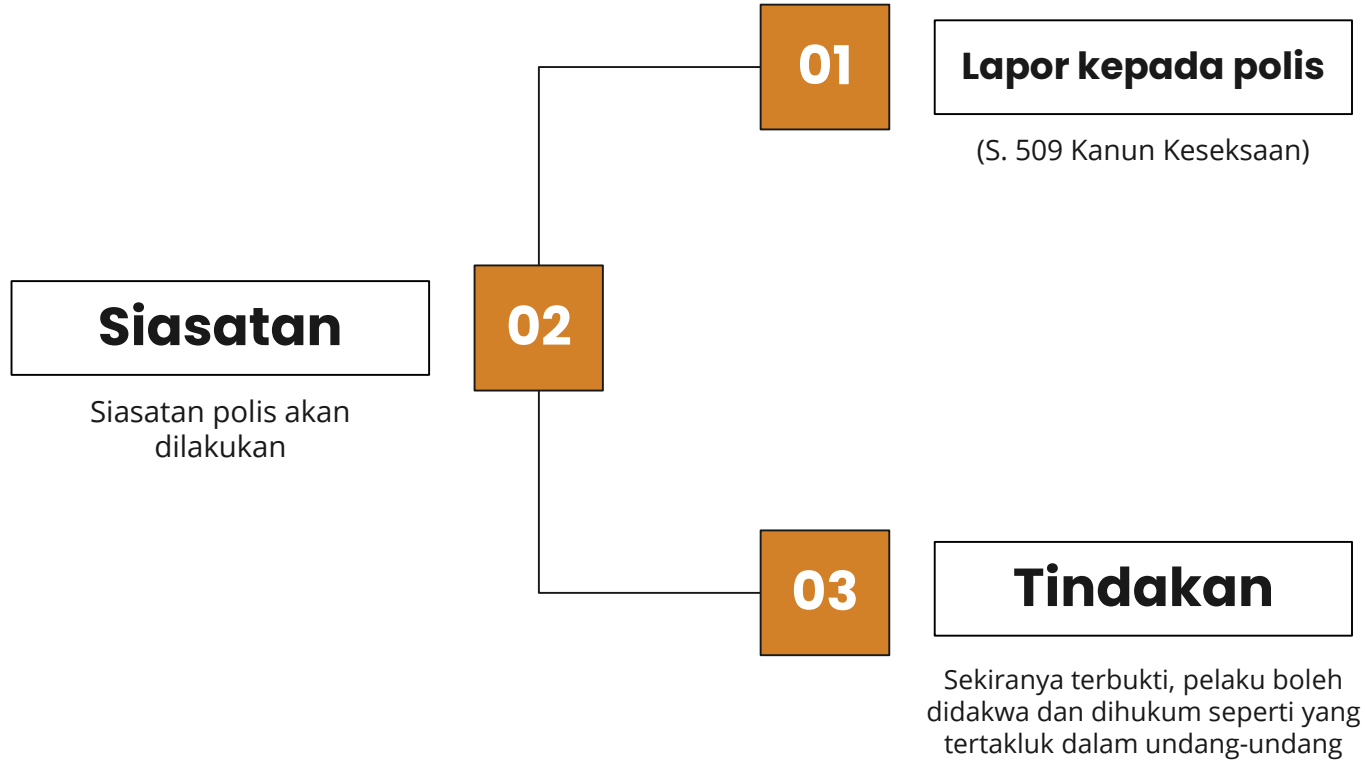 01
Lapor kepada polis
(S. 509 Kanun Keseksaan)
02
Siasatan
Siasatan polis akan
dilakukan
03
Tindakan
Sekiranya terbukti, pelaku boleh
didakwa dan dihukum seperti yang
tertakluk dalam undang-undang